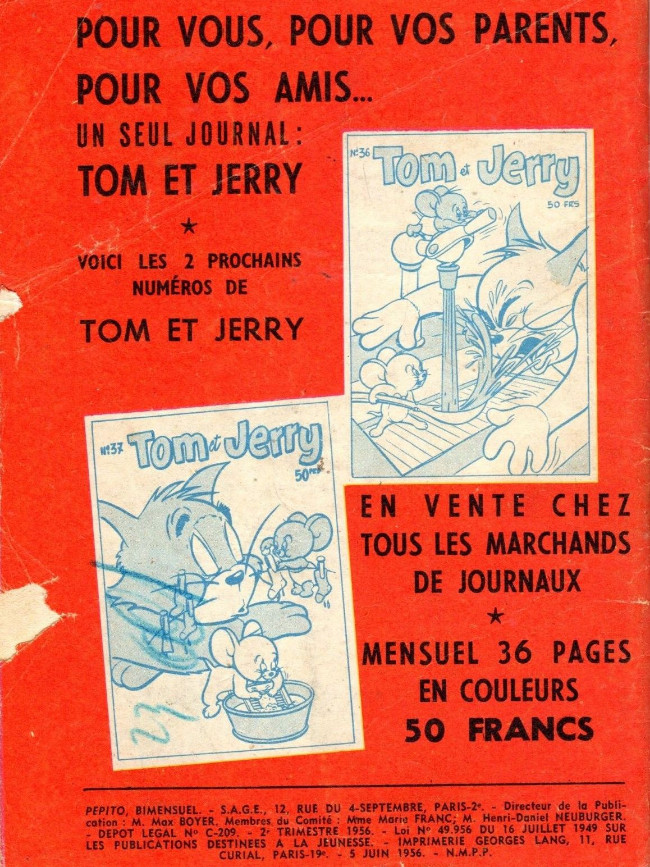 POUR VOUS, POUR VOS PARENTS,
POUR VOS AMIS...
UN SEUL JOURNAL:
TOM ET JERRY
★
VOICI LES 2 PROCHAINS
NUMÉROS DE
TOM ET JERRY
N°36 Tom et Jerry
50 FRS
N°37 Tom et Jerry
50 FRS
23
EN VENTE CHEZ
TOUS LES MARCHANDS
DE JOURNAUX
★
MENSUEL 36 PAGES
EN COULEURS
50 FRANCS
PEPITO, BIMENSUEL. - S.A.G.E., 12, RUE DU 4-SEPTEMBRE, PARIS-2e. - Directeur de la Publi-
cation : M. Max BOYER. Membres du Comité : Mme Marie FRANC; M. Henri-Daniel NEUBURGER.
- DEPOT LEGAL No C-209. - 2e TRIMESTRE 1956. - Loi No 49.956 DU 16 JUILLET 1949 SUR
LES PUBLICATIONS DESTINEES A LA JEUNESSE. - IMPRIMERIE GEORGES LANG, 11, RUE
CURIAL, PARIS-19e. - 5 JUIN 1956. - N.M.P.P.